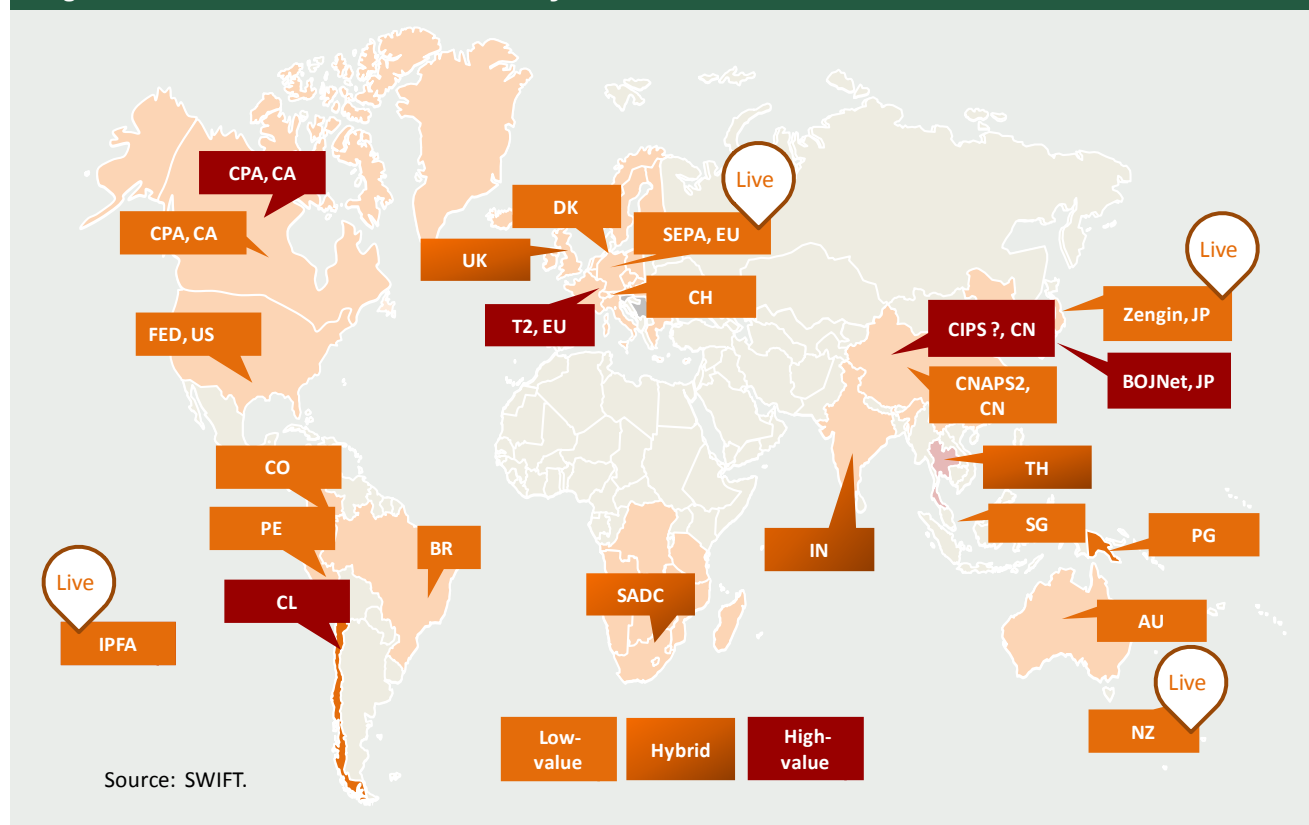 CPA, CA
CPA, CA
FED, US
DK
SEPA, EU
Live
UK
CH
T2, EU
Live
Zengin, JP
CIPS ?, CN
BOJNet, JP
CNAPS2,
CN
CO
TH
PE
BR
SG
PG
IN
Live
CL
SADC
AU
IPFA
Live
NZ
Low-
value
Hybrid
High-
value
Source: SWIFT.